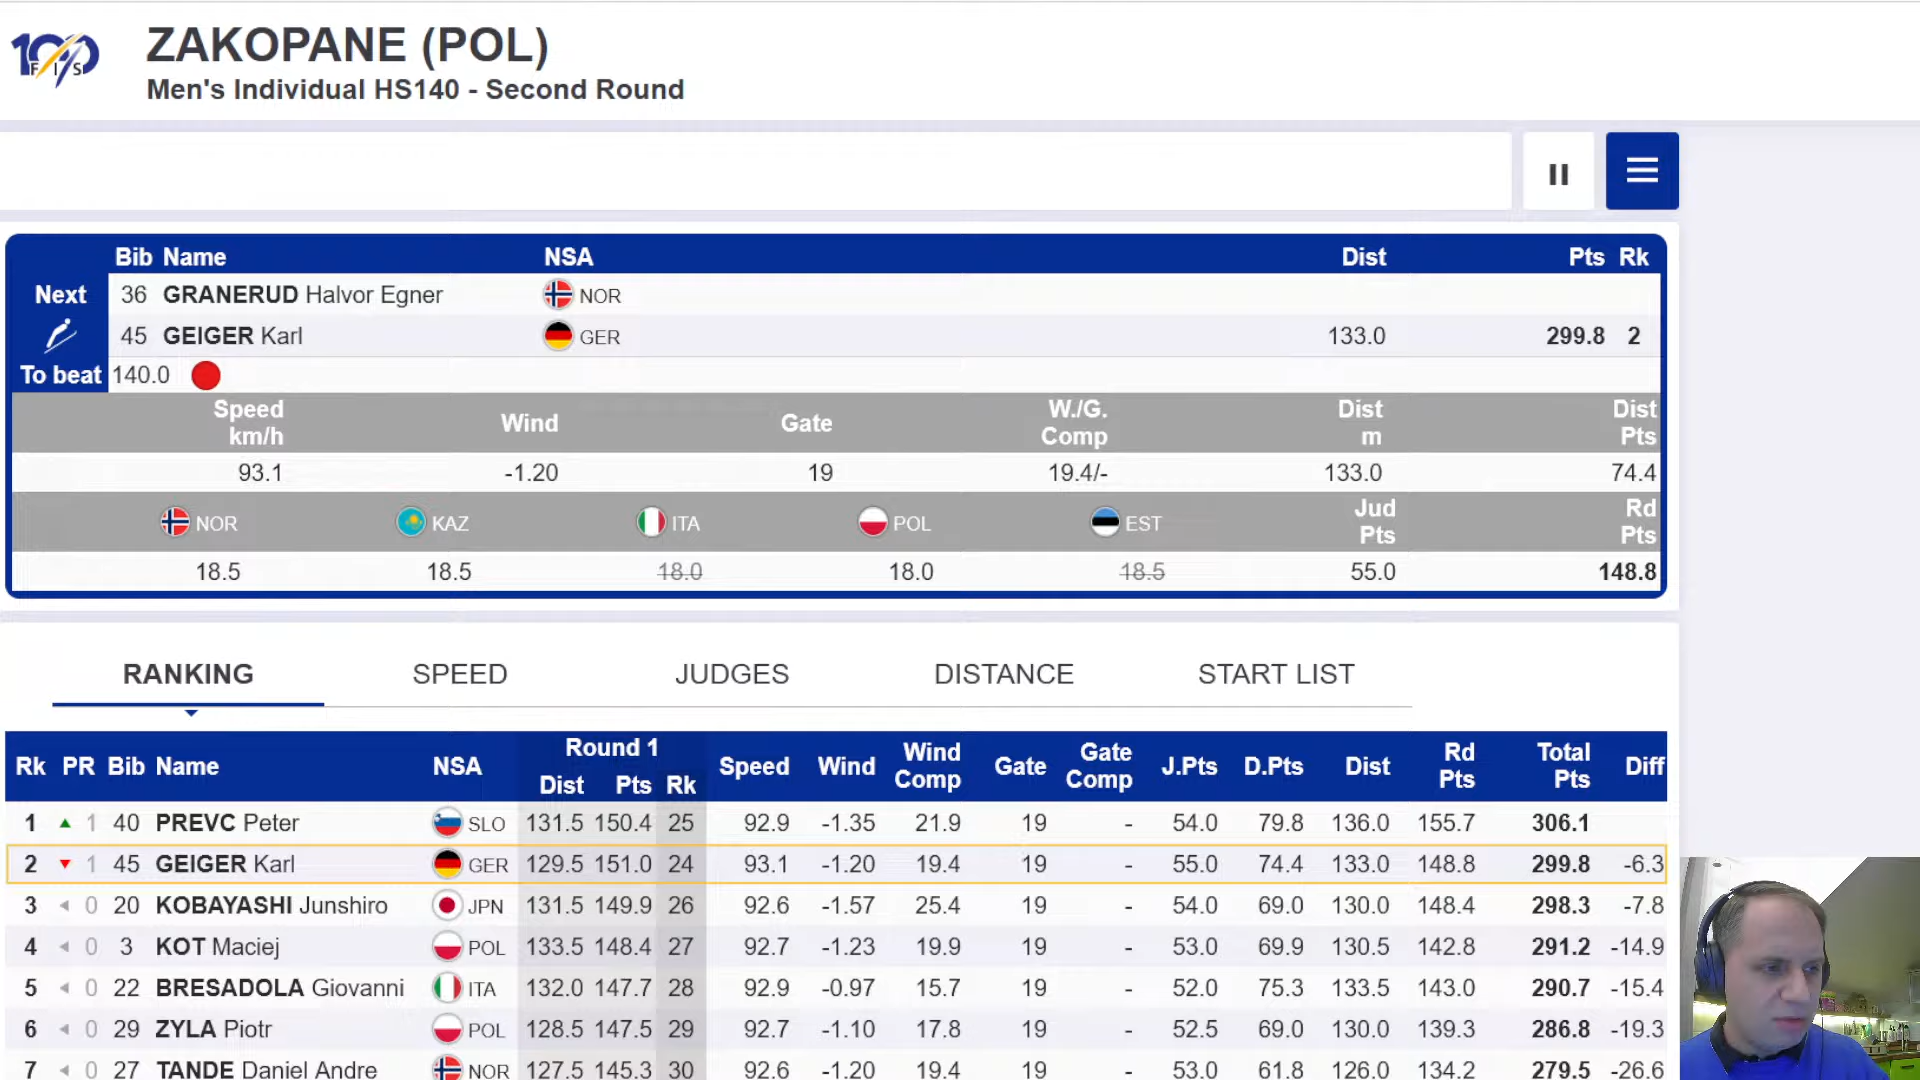 100 FIS
ZAKOPANE (POL)
Men's Individual HS140 - Second Round
Bib Name NSA Dist Pts Rk
Next 36 GRANERUD Halvor Egner NOR
45 GEIGER Karl GER 133.0 299.8 2
To beat 140.0
Speed km/h Wind Gate W./G. Comp Dist m Dist Pts
93.1 -1.20 19 19.4/- 133.0 74.4
NOR KAZ ITA POL EST Jud Pts Rd Pts
18.5 18.5 18.0 18.0 18.5 55.0 148.8
RANKING SPEED JUDGES DISTANCE START LIST
Rk PR Bib Name NSA Round 1 Dist Pts Rk Speed Wind Wind Comp Gate Gate Comp J.Pts D.Pts Dist Rd Pts Total Pts Diff
1 1 40 PREVC Peter SLO 131.5 150.4 25 92.9 -1.35 21.9 19 - 54.0 79.8 136.0 155.7 306.1
2 1 45 GEIGER Karl GER 129.5 151.0 24 93.1 -1.20 19.4 19 - 55.0 74.4 133.0 148.8 299.8 -6.3
3 0 20 KOBAYASHI Junshiro JPN 131.5 149.9 26 92.6 -1.57 25.4 19 - 54.0 69.0 130.0 148.4 298.3 -7.8
4 0 3 KOT Maciej POL 133.5 148.4 27 92.7 -1.23 19.9 19 - 53.0 69.9 130.5 142.8 291.2 -14.9
5 0 22 BRESADOLA Giovanni ITA 132.0 147.7 28 92.9 -0.97 15.7 19 - 52.0 75.3 133.5 143.0 290.7 -15.4
6 0 29 ZYLA Piotr POL 128.5 147.5 29 92.7 -1.10 17.8 19 - 52.5 69.0 130.0 139.3 286.8 -19.3
7 0 27 TANDE Daniel Andre NOR 127.5 145.3 30 92.6 -1.20 19.4 19 - 53.0 61.8 126.0 134.2 279.5 -26.6